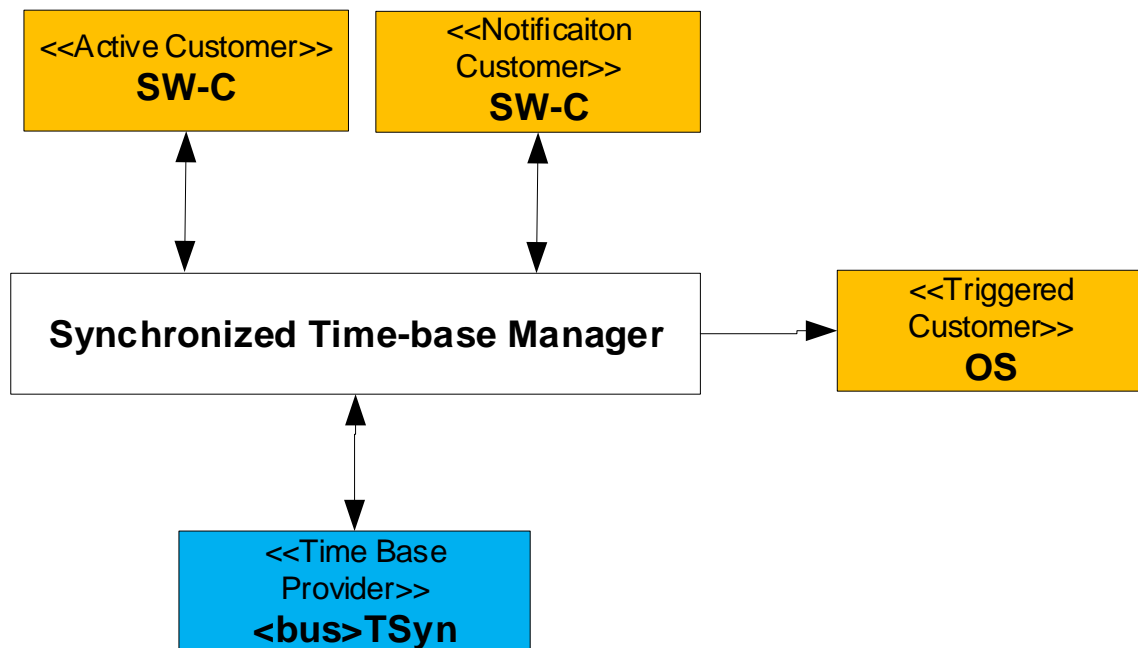 <<Active Customer>>
SW-C
<<Notificaiton
Customer>>
SW-C
Synchronized Time-base Manager
<<Triggered
Customer>>
OS
<<Time Base
Provider>>
<bus>TSyn